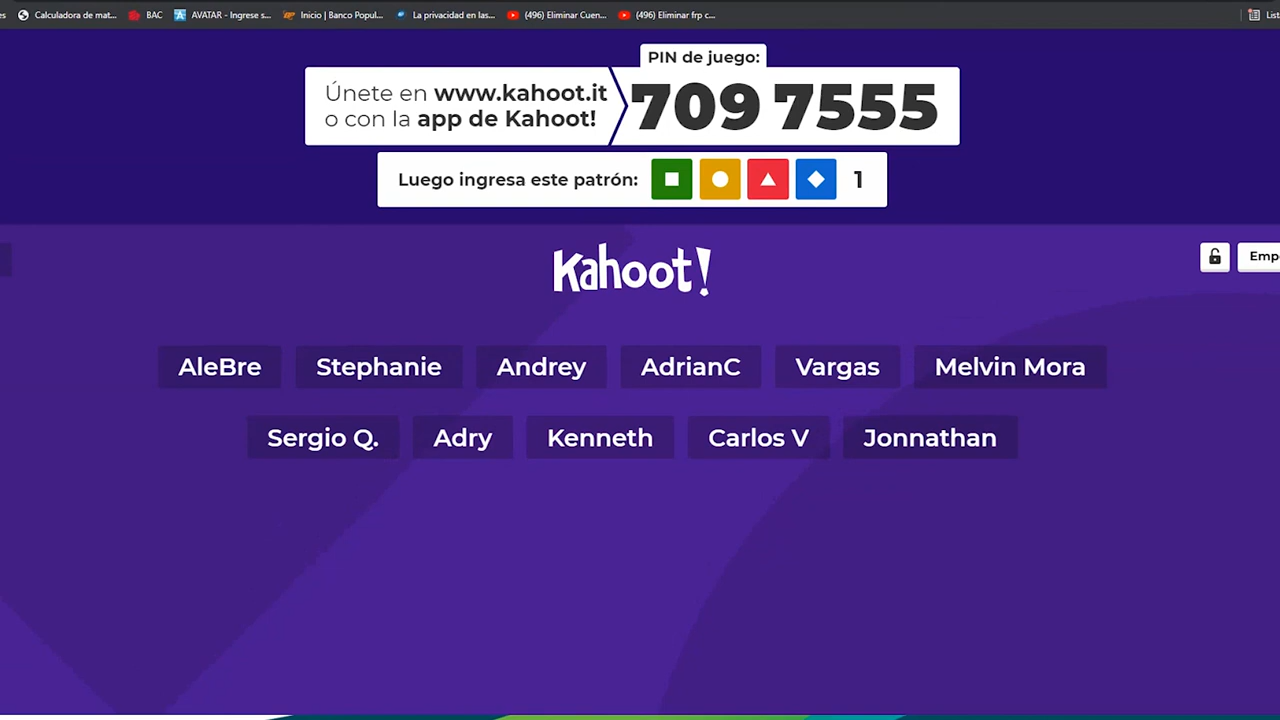 es Calculadora de mat... BAC AVATAR - Ingrese s... Inicio | Banco Popul... La privacidad en las... (496) Eliminar Cuen... (496) Eliminar frp c... List
PIN de juego:
Únete en www.kahoot.it
o con la app de Kahoot!
709 7555
Luego ingresa este patrón: 1
Kahoot!
Emp
AleBre Stephanie Andrey AdrianC Vargas Melvin Mora
Sergio Q. Adry Kenneth Carlos V Jonnathan